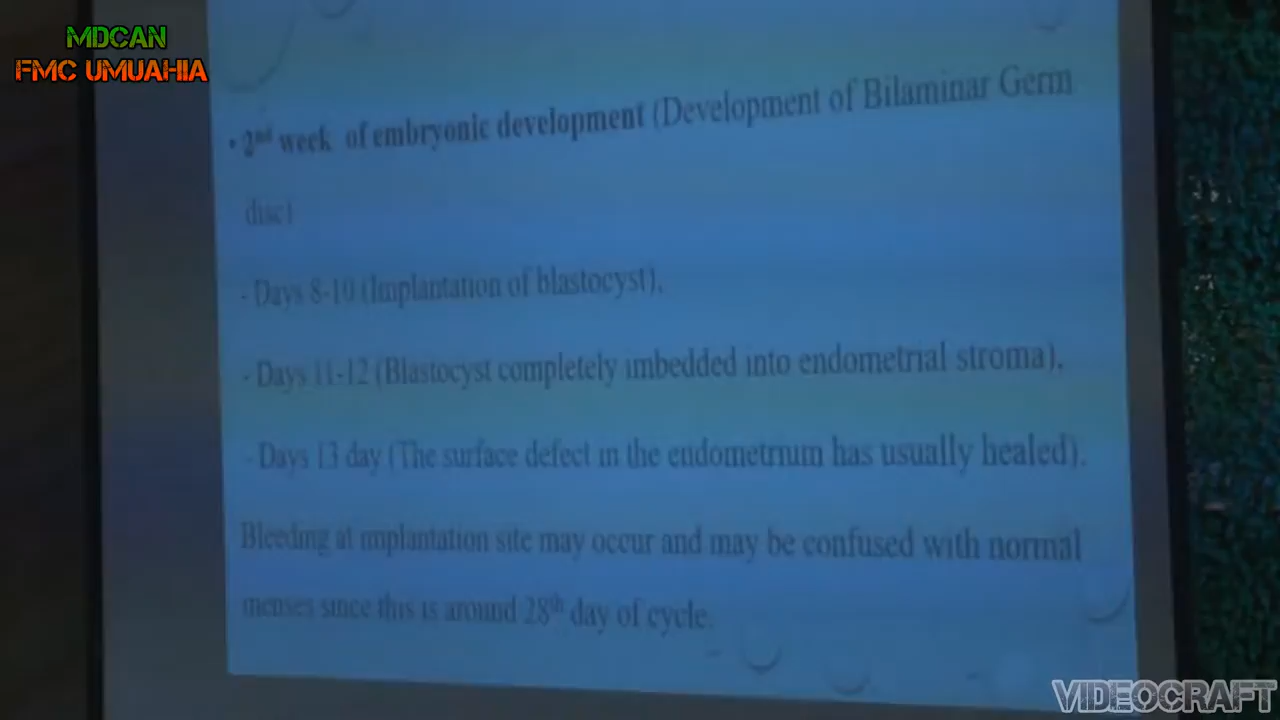 MDCAN
FMC UMUAHIA
• 2nd week of embryonic development (Development of Bilaminar Germ
disc)
- Days 8-10 (Implantation of blastocyst),
- Days 11-12 (Blastocyst completely imbedded into endometrial stroma),
- Days 13 day (The surface defect in the endometrium has usually healed).
Bleeding at implantation site may occur and may be confused with normal
menses since this is around 28th day of cycle.
VIDEOCRAFT